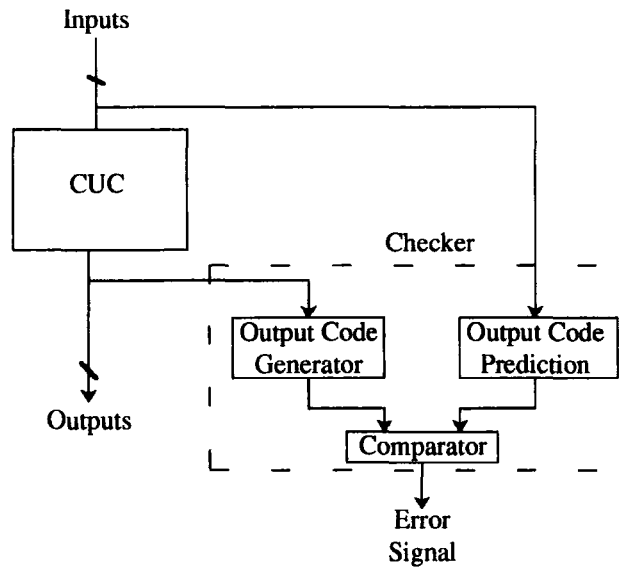 Inputs
CUC
Checker
Output Code
Generator
Output Code
Prediction
Outputs
Comparator
Error
Signal